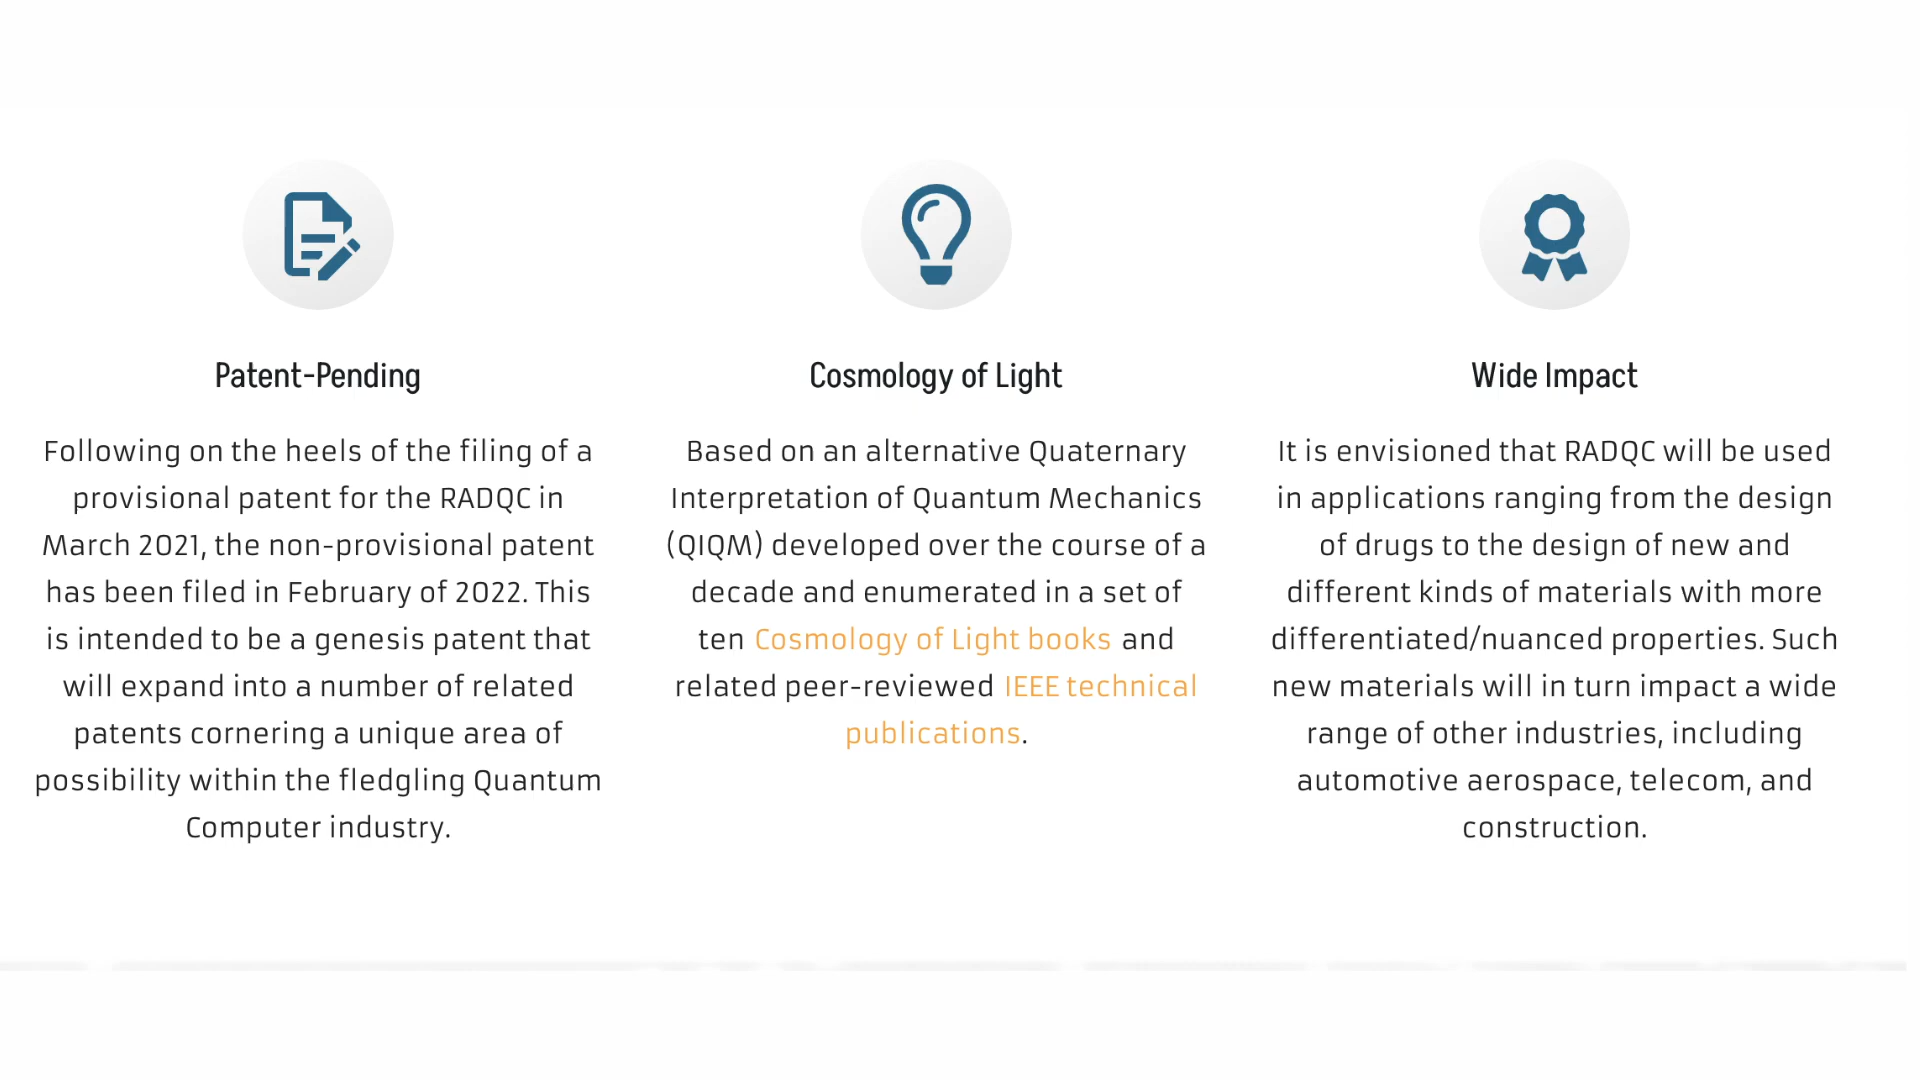 Patent-Pending
Following on the heels of the filing of a
provisional patent for the RADQC in
March 2021, the non-provisional patent
has been filed in February of 2022. This
is intended to be a genesis patent that
will expand into a number of related
patents cornering a unique area of
possibility within the fledgling Quantum
Computer industry.
Cosmology of Light
Based on an alternative Quaternary
Interpretation of Quantum Mechanics
(QIQM) developed over the course of a
decade and enumerated in a set of
ten Cosmology of Light books and
related peer-reviewed IEEE technical
publications.
Wide Impact
It is envisioned that RADQC will be used
in applications ranging from the design
of drugs to the design of new and
different kinds of materials with more
differentiated/nuanced properties. Such
new materials will in turn impact a wide
range of other industries, including
automotive aerospace, telecom, and
construction.